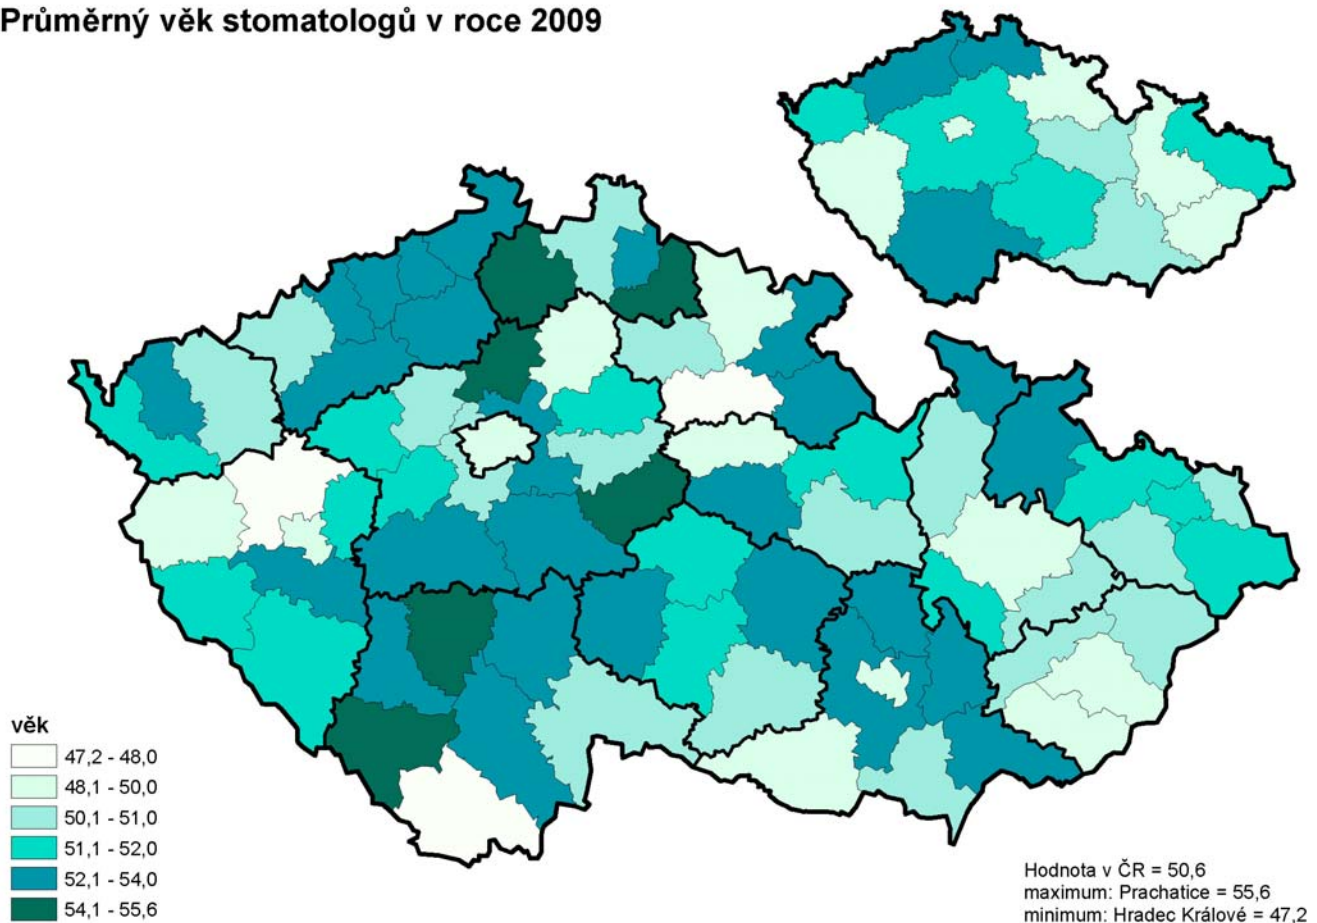 Průměrný věk stomatologů v roce 2009
věk
47,2 - 48,0
48,1 - 50,0
50,1 - 51,0
51,1 - 52,0
52,1 - 54,0
54,1 - 55,6
Hodnota v ČR = 50,6
maximum: Prachatice = 55,6
minimum: Hradec Králové = 47,2